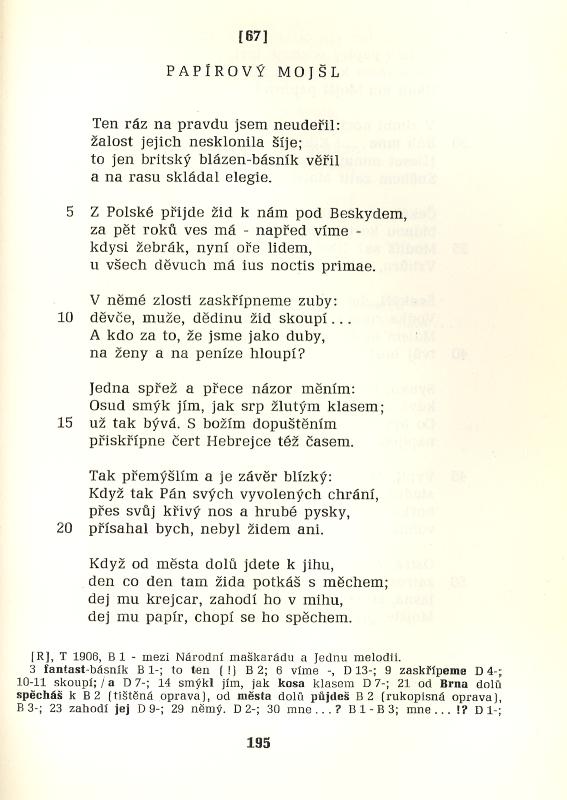 [67]
PAPÍROVÝ MOJŠL
Ten ráz na pravdu jsem neudeřil:
žalost jejich nesklonila šíje;
to jen britský blázen-básník věřil
a na rasu skládal elegie.
5 Z Polské přijde žid k nám pod Beskydem,
za pět roků ves má - napřed víme -
kdysi žebrák, nyní oře lidem,
u všech děvuch má ius noctis primae.
V němé zlosti zaskřípneme zuby:
10 děvče, muže, dědinu žid skoupí...
A kdo za to, že jsme jako duby,
na ženy a na peníze hloupí?
Jedna spřež a přece názor měním:
Osud smýk jím, jak srp žlutým klasem;
15 už tak bývá. S božím dopuštěním
přiskřípne čert Hebrejce též časem.
Tak přemýšlím a je závěr blízký:
Když tak Pán svých vyvolených chrání,
přes svůj křivý nos a hrubé pysky,
20 přísahal bych, nebyl židem ani.
Když od města dolů jdete k jihu,
den co den tam žida potkáš s měchem;
dej mu krejcar, zahodí ho v mihu,
dej mu papír, chopí se ho spěchem.
[R], T 1906, B 1 - mezi Národní maškarádu a Jednu melodii.
3 fantast-básník B 1-; to ten (!) B 2; 6 víme -, D 13-; 9 zaskřípeme D 4-;
10-11 skoupí; / a D 7-; 14 smýkl jím, jak kosa klasem D 7-; 21 od Brna dolů
spěcháš k B 2 (tištěná oprava), od města dolů půjdeš B 2 (rukopisná oprava),
B 3-; 23 zahodí jej D 9-; 29 němý. D 2-; 30 mne...? B 1 - B 3; mne...!? D 1-;
195